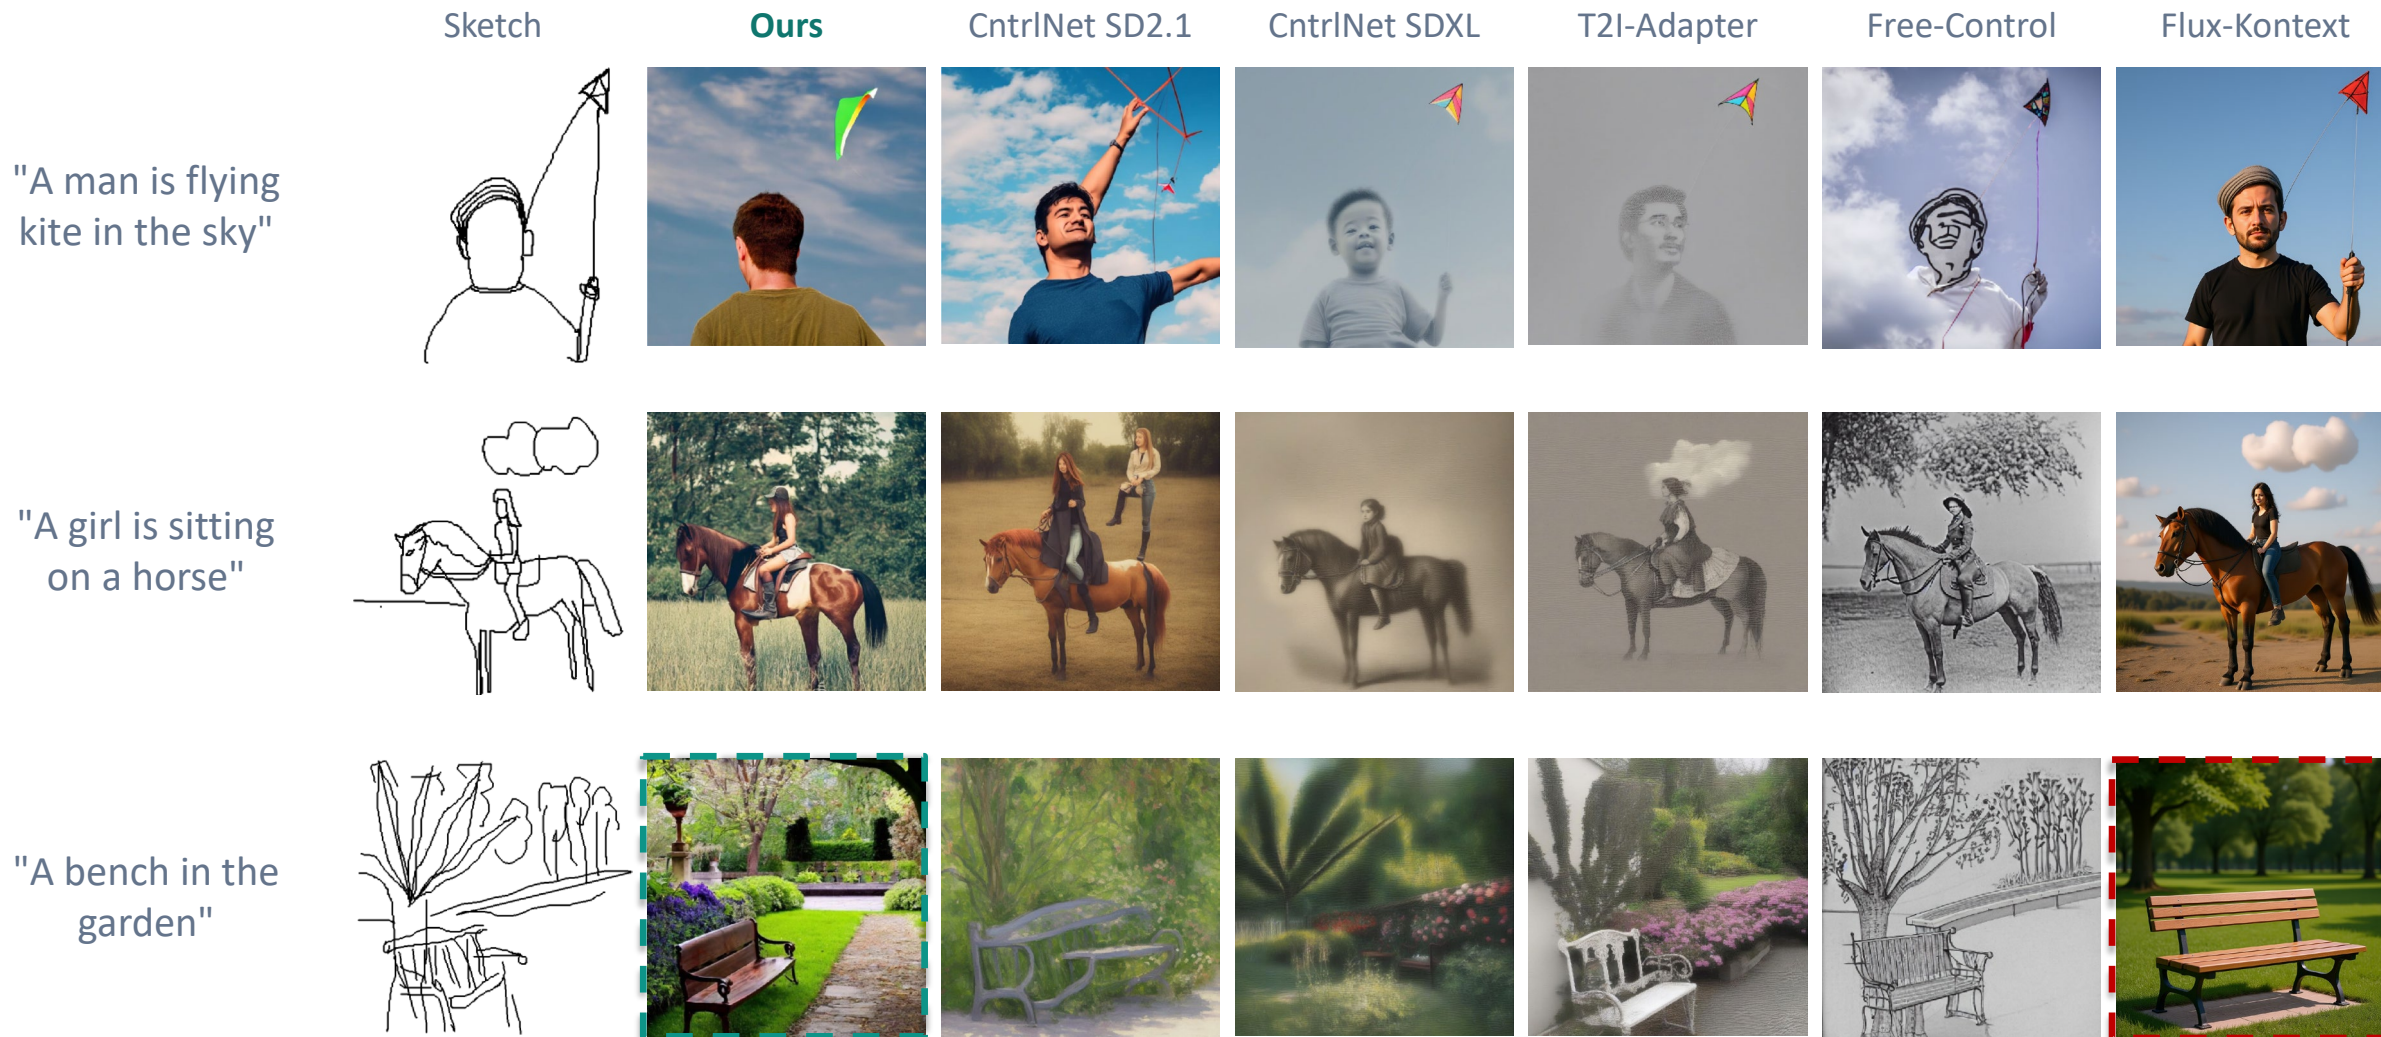 Sketch Ours CntrlNet SD2.1 CntrlNet SDXL T2I-Adapter Free-Control Flux-Kontext
"A man is flying
kite in the sky"
"A girl is sitting
on a horse"
"A bench in the
garden"